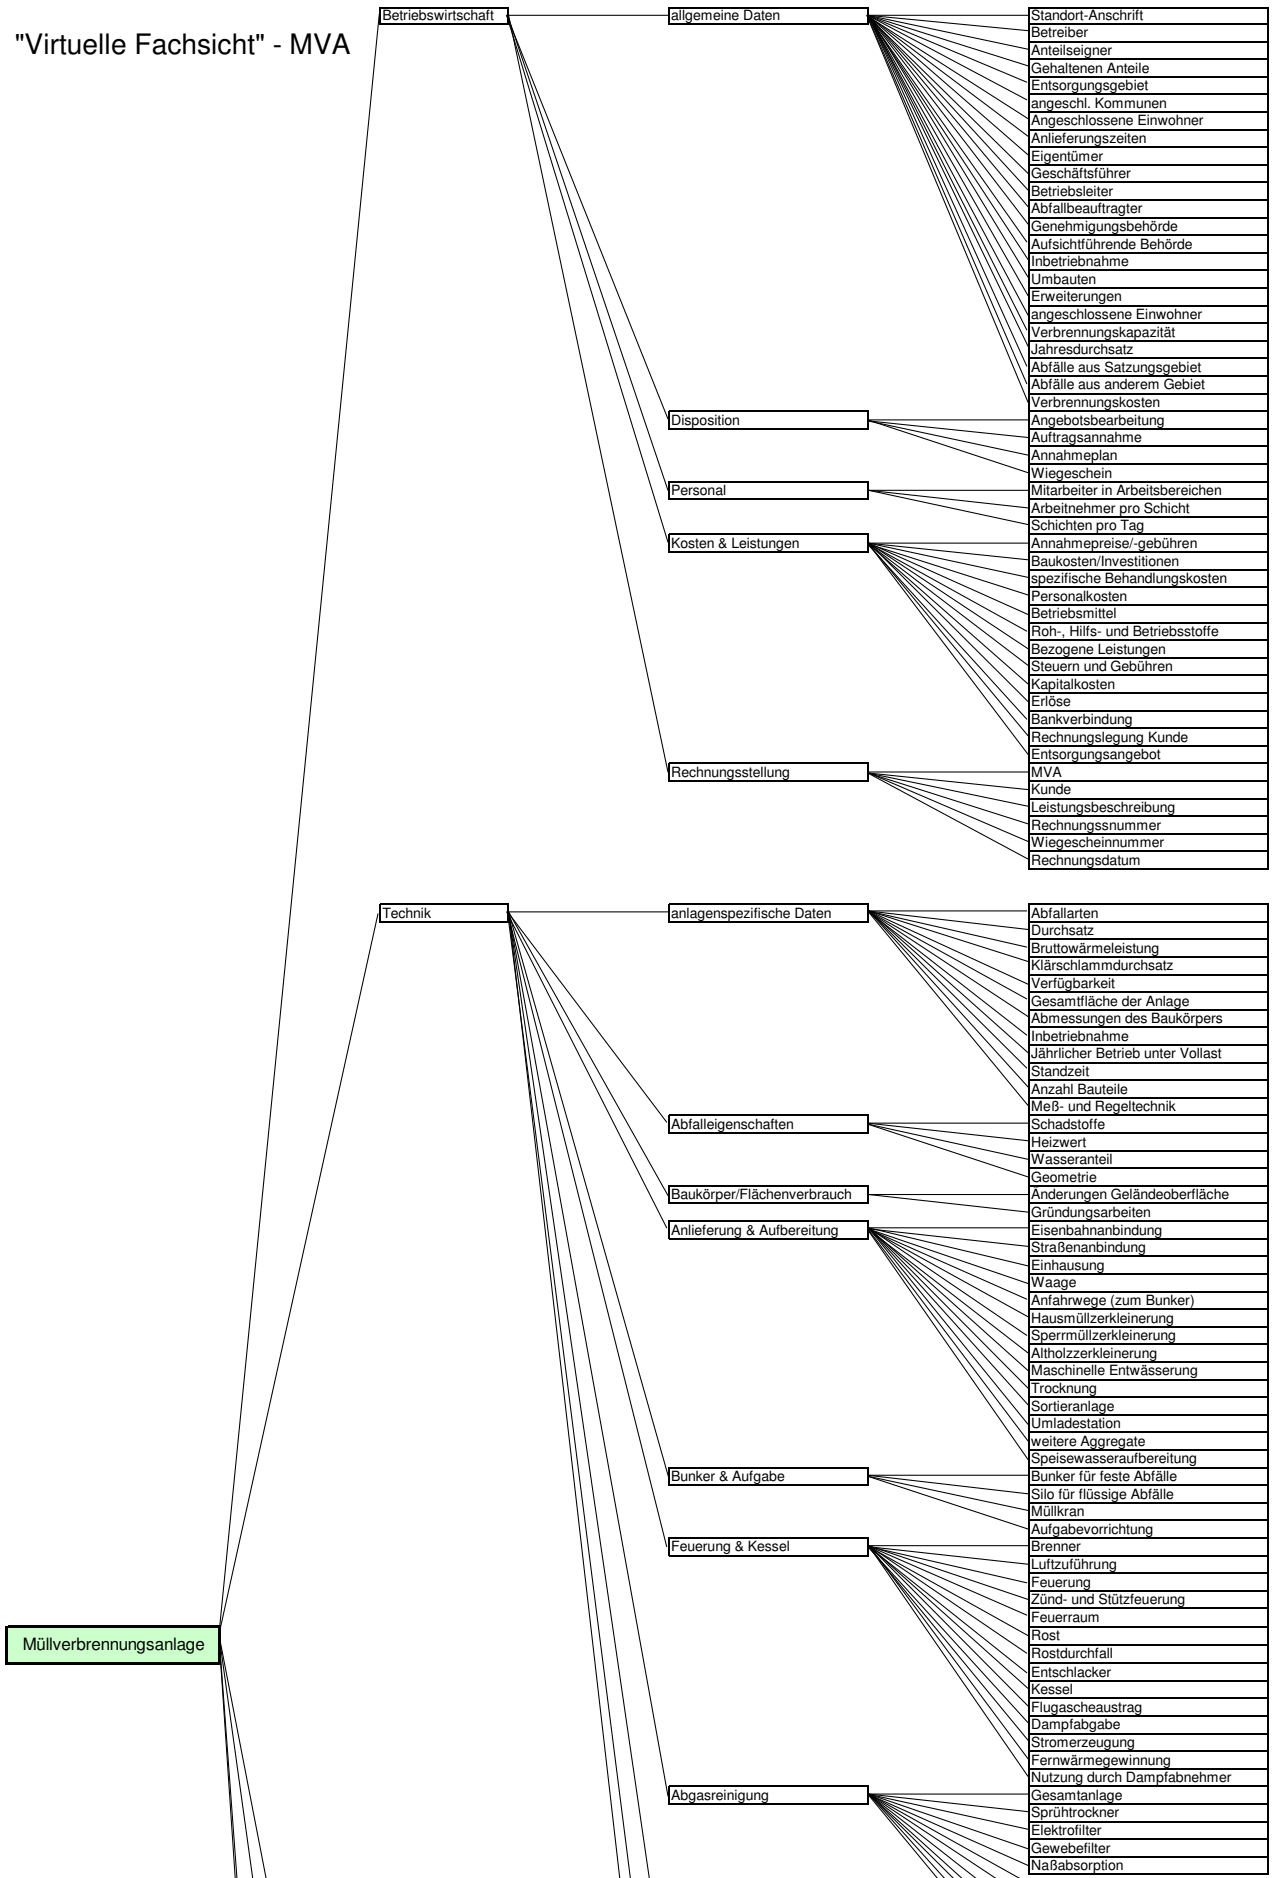 "Virtuelle Fachsicht" - MVA
Müllverbrennungsanlage
Betriebswirtschaft
allgemeine Daten
Standort-Anschrift
Betreiber
Anteilseigner
Gehaltenen Anteile
Entsorgungsgebiet
angeschl. Kommunen
Angeschlossene Einwohner
Anlieferungszeiten
Eigentümer
Geschäftsführer
Betriebsleiter
Abfallbeauftragter
Genehmigungsbehörde
Aufsichtführende Behörde
Inbetriebnahme
Umbauten
Erweiterungen
angeschlossene Einwohner
Verbrennungskapazität
Jahresdurchsatz
Abfälle aus Satzungsgebiet
Abfälle aus anderem Gebiet
Verbrennungskosten
Disposition
Angebotsbearbeitung
Auftragsannahme
Annahmeplan
Wiegeschein
Personal
Mitarbeiter in Arbeitsbereichen
Arbeitnehmer pro Schicht
Schichten pro Tag
Kosten & Leistungen
Annahmepreise/-gebühren
Baukosten/Investitionen
spezifische Behandlungskosten
Personalkosten
Betriebsmittel
Roh-, Hilfs- und Betriebsstoffe
Bezogene Leistungen
Steuern und Gebühren
Kapitalkosten
Erlöse
Bankverbindung
Rechnungslegung Kunde
Entsorgungsangebot
Rechnungsstellung
MVA
Kunde
Leistungsbeschreibung
Rechnungssnummer
Wiegescheinnummer
Rechnungsdatum
Technik
anlagenspezifische Daten
Abfallarten
Durchsatz
Bruttowärmeleistung
Klärschlammdurchsatz
Verfügbarkeit
Gesamtfläche der Anlage
Abmessungen des Baukörpers
Inbetriebnahme
Jährlicher Betrieb unter Vollast
Standzeit
Anzahl Bauteile
Meß- und Regeltechnik
Abfalleigenschaften
Schadstoffe
Heizwert
Wasseranteil
Geometrie
Baukörper/Flächenverbrauch
Änderungen Geländeoberfläche
Gründungsarbeiten
Anlieferung & Aufbereitung
Eisenbahnanbindung
Straßenanbindung
Einhausung
Waage
Anfahrwege (zum Bunker)
Hausmüllzerkleinerung
Sperrmüllzerkleinerung
Altholzzerkleinerung
Maschinelle Entwässerung
Trocknung
Sortieranlage
Umladestation
weitere Aggregate
Speisewasseraufbereitung
Bunker & Aufgabe
Bunker für feste Abfälle
Silo für flüssige Abfälle
Müllkran
Aufgabevorrichtung
Feuerung & Kessel
Brenner
Luftzuführung
Feuerung
Zünd- und Stützfeuerung
Feuerraum
Rost
Rostdurchfall
Entschlacker
Kessel
Flugascheaustrag
Dampfabgabe
Stromerzeugung
Fernwärmegewinnung
Nutzung durch Dampfabnehmer
Abgasreinigung
Gesamtanlage
Sprühtrockner
Elektrofilter
Gewebefilter
Naßabsorption